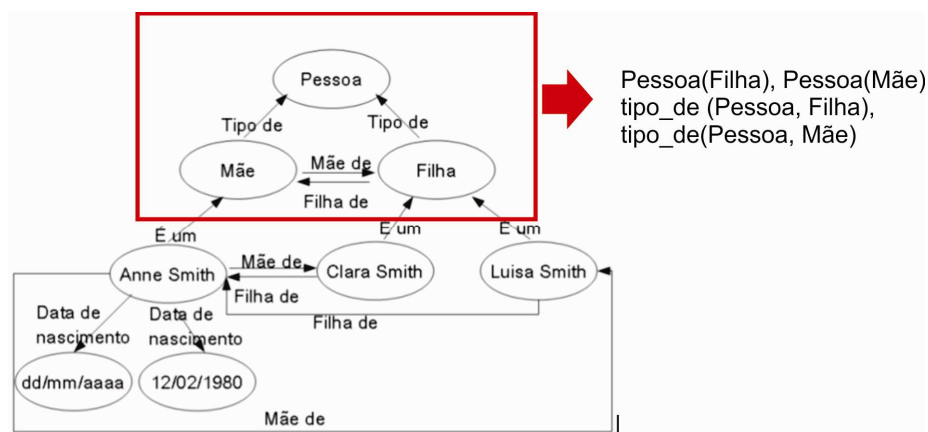 Pessoa
Tipo de
Tipo de
Mãe
Mãe de
Filha de
Filha
Pessoa(Filha), Pessoa(Mãe)
tipo_de (Pessoa, Filha),
tipo_de(Pessoa, Mãe)
É um
É um
É um
Anne Smith
Mãe de
Filha de
Clara Smith
Luisa Smith
Filha de
Data de
nascimento
Data de
nascimento
dd/mm/aaaa
12/02/1980
Mãe de